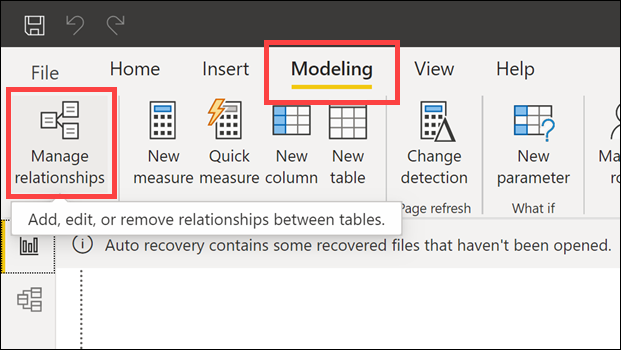 File Home Insert Modeling View Help
Manage relationships
New measure
Quick measure
New column
New table
Change detection
New parameter
Page refresh
What if
Add, edit, or remove relationships between tables.
Auto recovery contains some recovered files that haven't been opened.